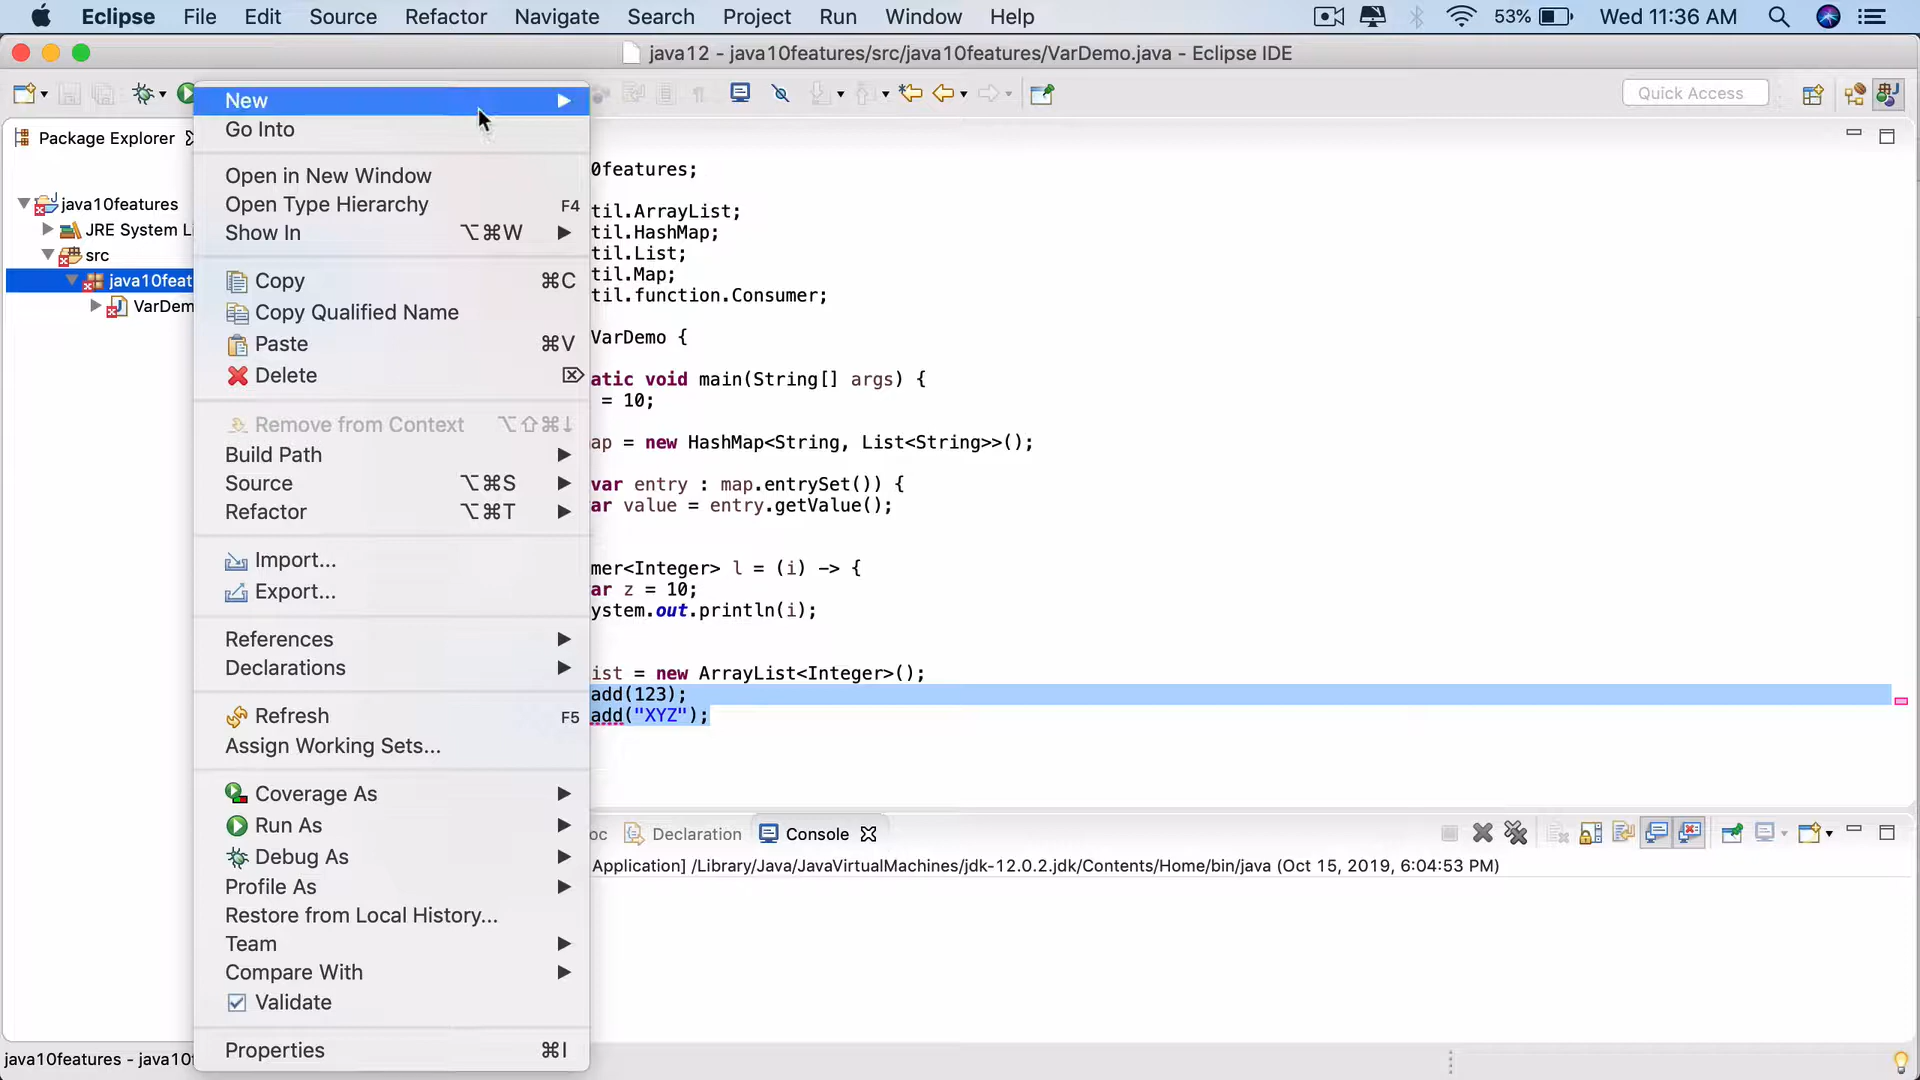 Eclipse File Edit Source Refactor Navigate Search Project Run Window Help 53% Wed 11:36 AM
java12 - java10features/src/java10features/VarDemo.java - Eclipse IDE
Quick Access
Package Explorer
java10features
JRE System Li
src
java10feat
VarDem
New
Go Into
Open in New Window
Open Type Hierarchy F4
Show In ⌥⌘W
Copy ⌘C
Copy Qualified Name
Paste ⌘V
Delete ⌦
Remove from Context ⌥⇧⌘↓
Build Path
Source ⌥⌘S
Refactor ⌥⌘T
Import...
Export...
References
Declarations
Refresh F5
Assign Working Sets...
Coverage As
Run As
Debug As
Profile As
Restore from Local History...
Team
Compare With
Validate
Properties ⌘I
0features;
til.ArrayList;
til.HashMap;
til.List;
til.Map;
til.function.Consumer;
VarDemo {
atic void main(String[] args) {
= 10;
ap = new HashMap<String, List<String>>();
var entry : map.entrySet()) {
ar value = entry.getValue();
mer<Integer> l = (i) -> {
ar z = 10;
ystem.out.println(i);
ist = new ArrayList<Integer>();
add(123);
add("XYZ");
oc Declaration Console
Application] /Library/Java/JavaVirtualMachines/jdk-12.0.2.jdk/Contents/Home/bin/java (Oct 15, 2019, 6:04:53 PM)
java10features - java10